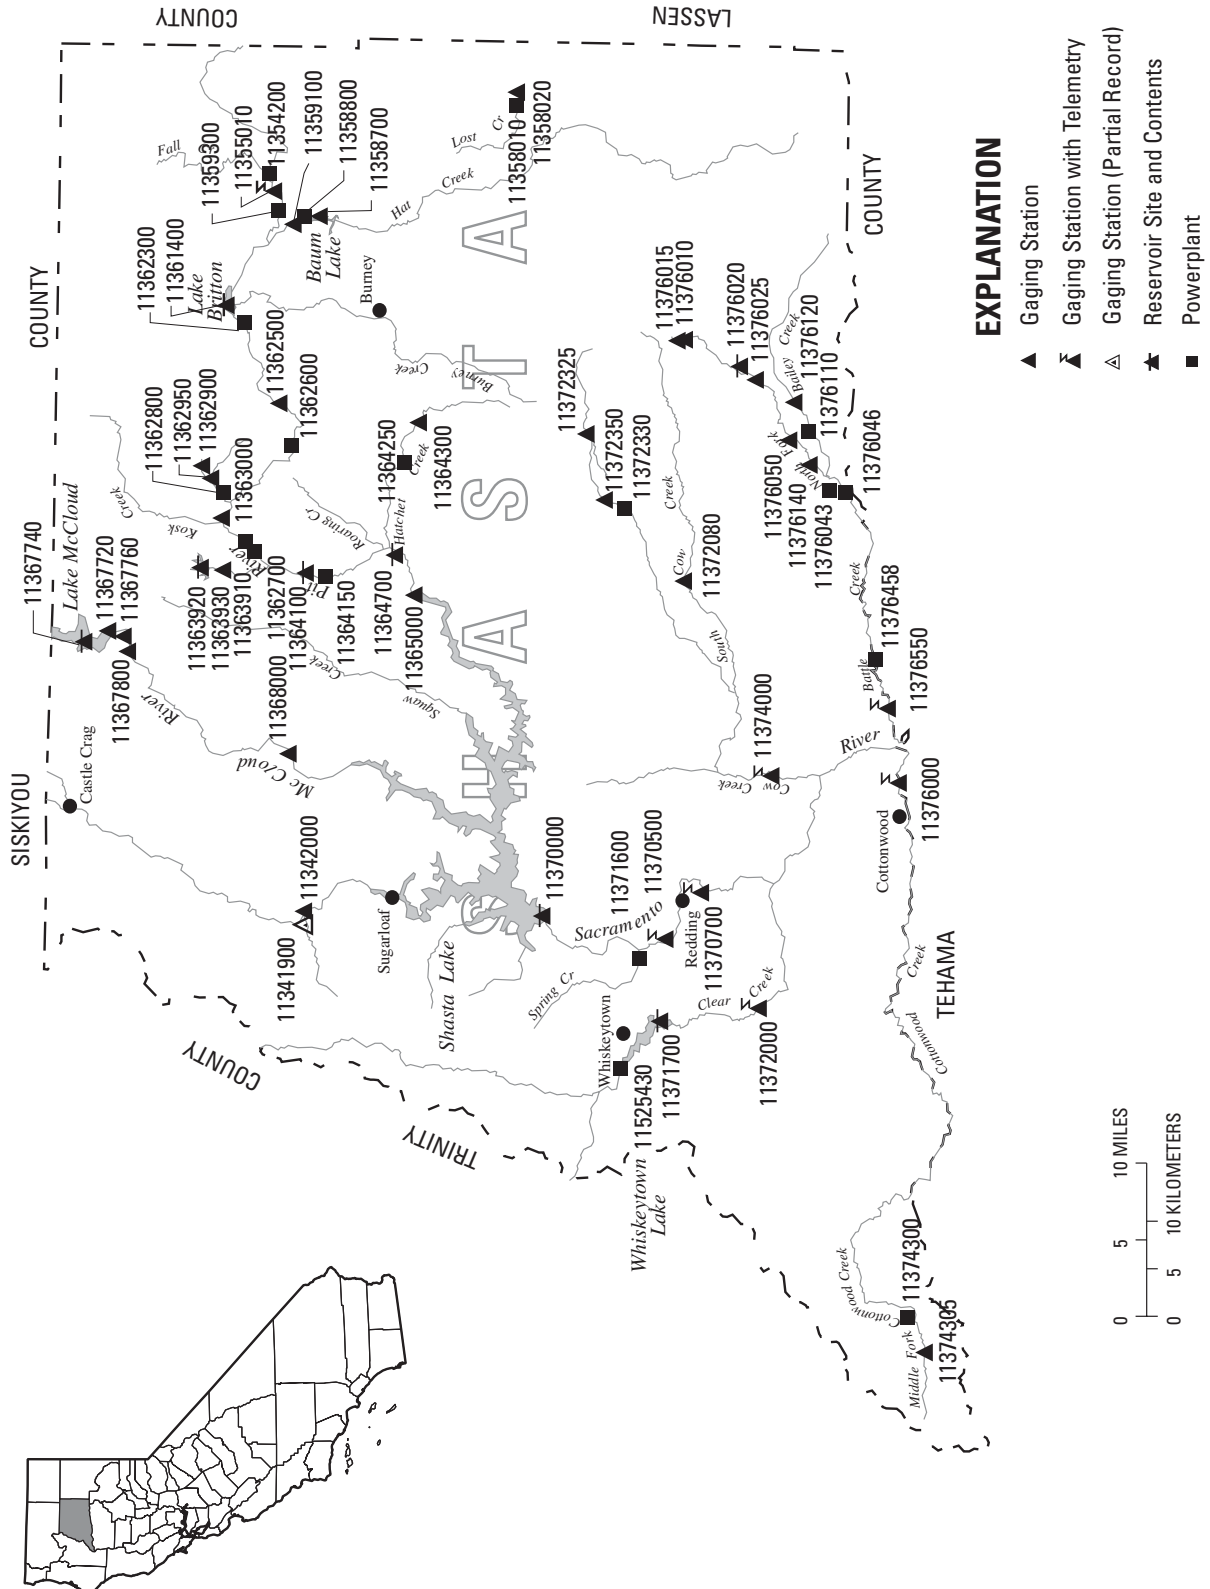 SISKIYOU
COUNTY
COUNTY
LASSEN
COUNTY
TEHAMA
TRINITY
COUNTY
SHASTA
Castle Crag
Sugarloaf
Burney
Whiskeytown
Redding
Cottonwood
Lake McCloud
Lake
Britton
Baum
Lake
Shasta Lake
Whiskeytown
Lake
Fall
R
Lost
Cr
Hat
Creek
Burney
Creek
Kosk
Creek
Pit
River
Roaring Cr
Hatchet
Creek
Squaw
Creek
Mc Cloud
River
Sacramento
River
Spring Cr
Clear
Creek
South
Cow
Creek
Cow
Creek
Bailey
Creek
North
Fork
Battle
Creek
Cottonwood
Creek
Middle Fork
Cottonwood Creek
11367740
11367720
11367760
11367800
11368000
11342000
11341900
11362800
11362950
11362900
11363000
11363920
11363930
11363910
11362700
11364100
11364150
11364700
11365000
11364250
11364300
11362300
11361400
11362500
11362600
11359300
11355010
11354200
11359100
11358800
11358700
11358010
11358020
11370000
11371600
11370500
11370700
11372000
11371700
11525430
11374000
11372080
11372325
11372350
11372330
11376015
11376010
11376020
11376025
11376120
11376110
11376046
11376050
11376140
11376043
11376458
11376550
11376000
11374300
11374305
EXPLANATION
Gaging Station
Gaging Station with Telemetry
Gaging Station (Partial Record)
Reservoir Site and Contents
Powerplant
0 5 10 MILES
0 5 10 KILOMETERS